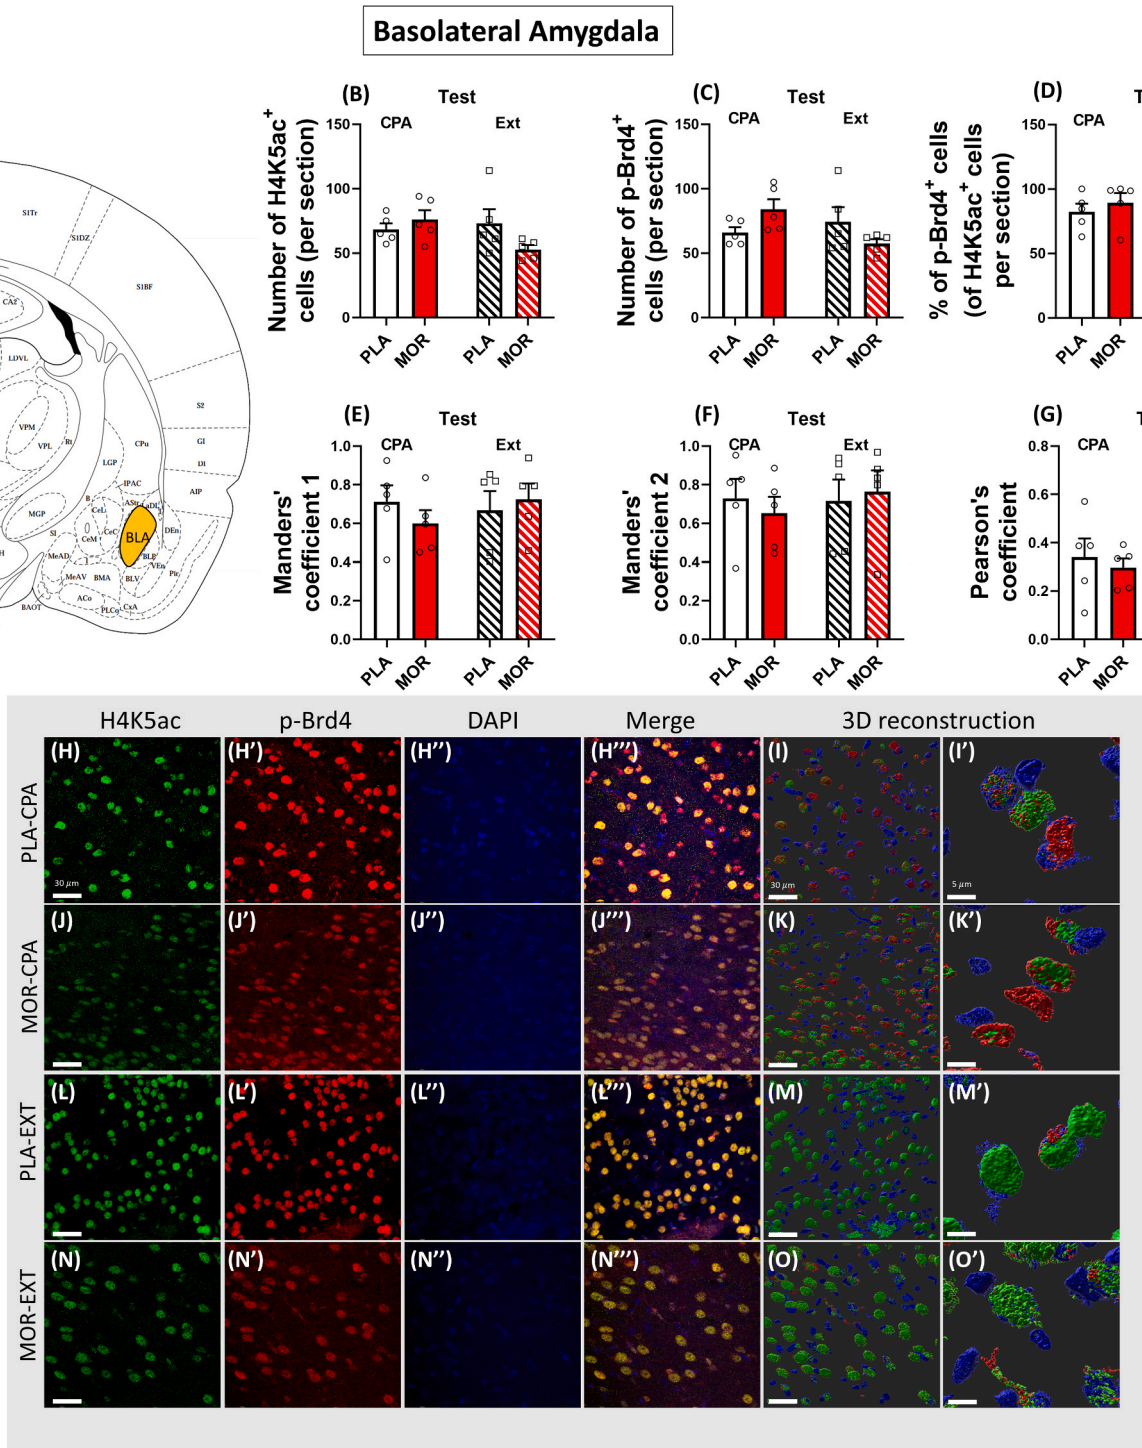 Basolateral Amygdala
S1Tr
S1DZ
S1BF
CA2
LDVL
VPM
VPL
Rt
S2
GI
DI
AIP
CPu
LGP
IPAC
B
AStr
LaDL
CeL
MGP
SI
CeM
CeC
BLA
DEn
MeAD
I
BLP
VEn
MeAV
BMA
BLV
Pir
ACo
BAOT
PLCo
CxA
H
(B)
Test
CPA
Ext
Number of H4K5ac+
cells (per section)
150
100
50
0
PLA
MOR
PLA
MOR
(C)
Test
CPA
Ext
Number of p-Brd4+
cells (per section)
150
100
50
0
PLA
MOR
PLA
MOR
(D)
T
CPA
% of p-Brd4+ cells
(of H4K5ac+ cells
per section)
150
100
50
0
PLA
MOR
(E)
Test
CPA
Ext
Manders'
coefficient 1
1.0
0.8
0.6
0.4
0.2
0.0
PLA
MOR
PLA
MOR
(F)
Test
CPA
Ext
Manders'
coefficient 2
1.0
0.8
0.6
0.4
0.2
0.0
PLA
MOR
PLA
MOR
(G)
T
CPA
Pearson's
coefficient
0.8
0.6
0.4
0.2
0.0
PLA
MOR
H4K5ac p-Brd4 DAPI Merge 3D reconstruction
PLA-CPA
(H) (H') (H'') (H''') (I) (I')
30 µm 30 µm 5 µm
MOR-CPA
(J) (J') (J'') (J''') (K) (K')
PLA-EXT
(L) (L') (L'') (L''') (M) (M')
MOR-EXT
(N) (N') (N'') (N''') (O) (O')